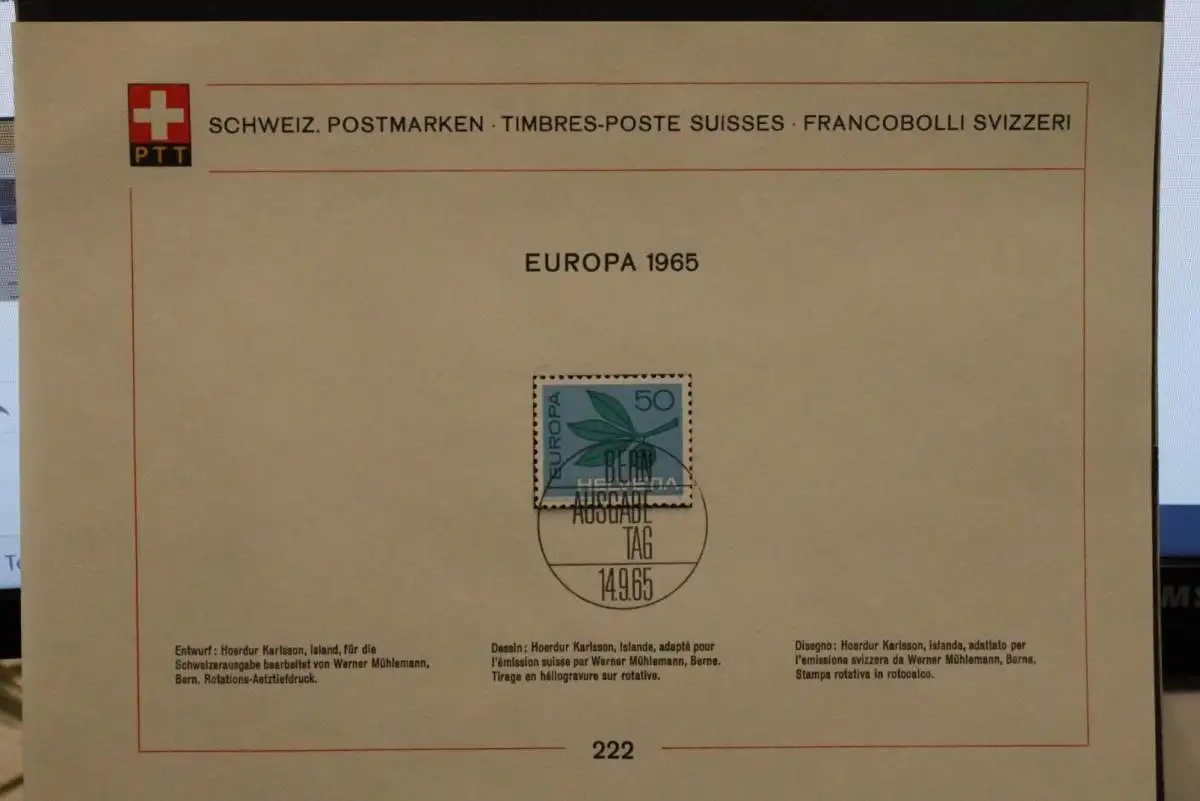 PTT
SCHWEIZ. POSTMARKEN · TIMBRES-POSTE SUISSES · FRANCOBOLLI SVIZZERI
EUROPA 1965
EUROPA
50
HELVETIA
BERN
AUSGABE
TAG
14.9.65
Entwurf: Hoerdur Karlsson, Island, für die
Schweizerausgabe bearbeitet von Werner Mühlemann,
Bern. Rotations-Aetztiefdruck.
Dessin: Hoerdur Karlsson, Islande, adapté pour
l'émission suisse par Werner Mühlemann, Berne.
Tirage en héliogravure sur rotative.
Disegno: Hoerdur Karlsson, Islanda, adattato per
l'emissione svizzera da Werner Mühlemann, Berna.
Stampa rotativa in rotocalco.
222